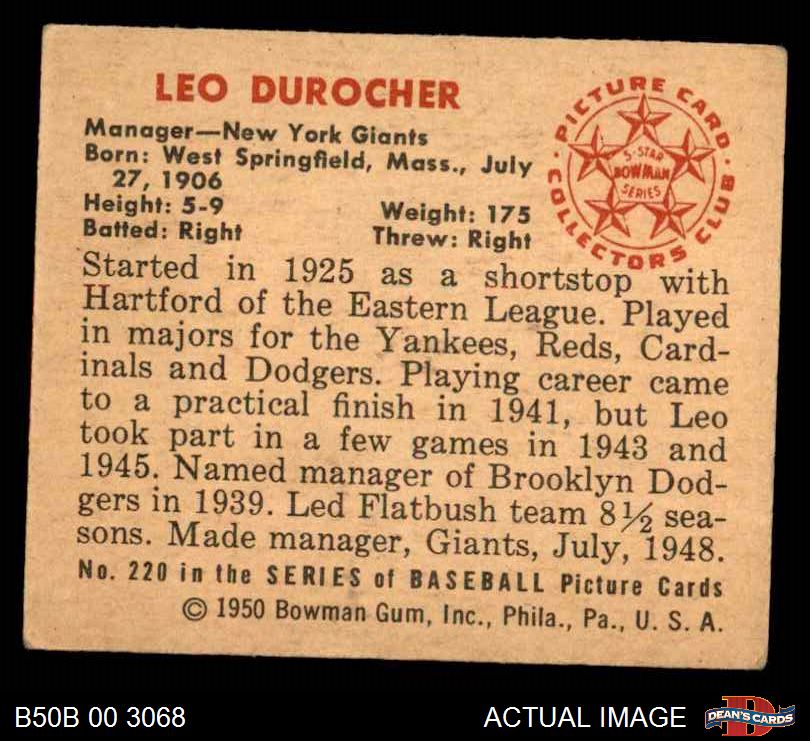 LEO DUROCHER
Manager—New York Giants
Born: West Springfield, Mass., July
27, 1906
Height: 5-9 Weight: 175
Batted: Right Threw: Right
PICTURE CARD
COLLECTORS CLUB
5-STAR
BOWMAN
SERIES
Started in 1925 as a shortstop with
Hartford of the Eastern League. Played
in majors for the Yankees, Reds, Card-
inals and Dodgers. Playing career came
to a practical finish in 1941, but Leo
took part in a few games in 1943 and
1945. Named manager of Brooklyn Dod-
gers in 1939. Led Flatbush team 8½ sea-
sons. Made manager, Giants, July, 1948.
No. 220 in the SERIES of BASEBALL Picture Cards
© 1950 Bowman Gum, Inc., Phila., Pa., U. S. A.
B50B 00 3068
ACTUAL IMAGE
D
DEAN'S CARDS